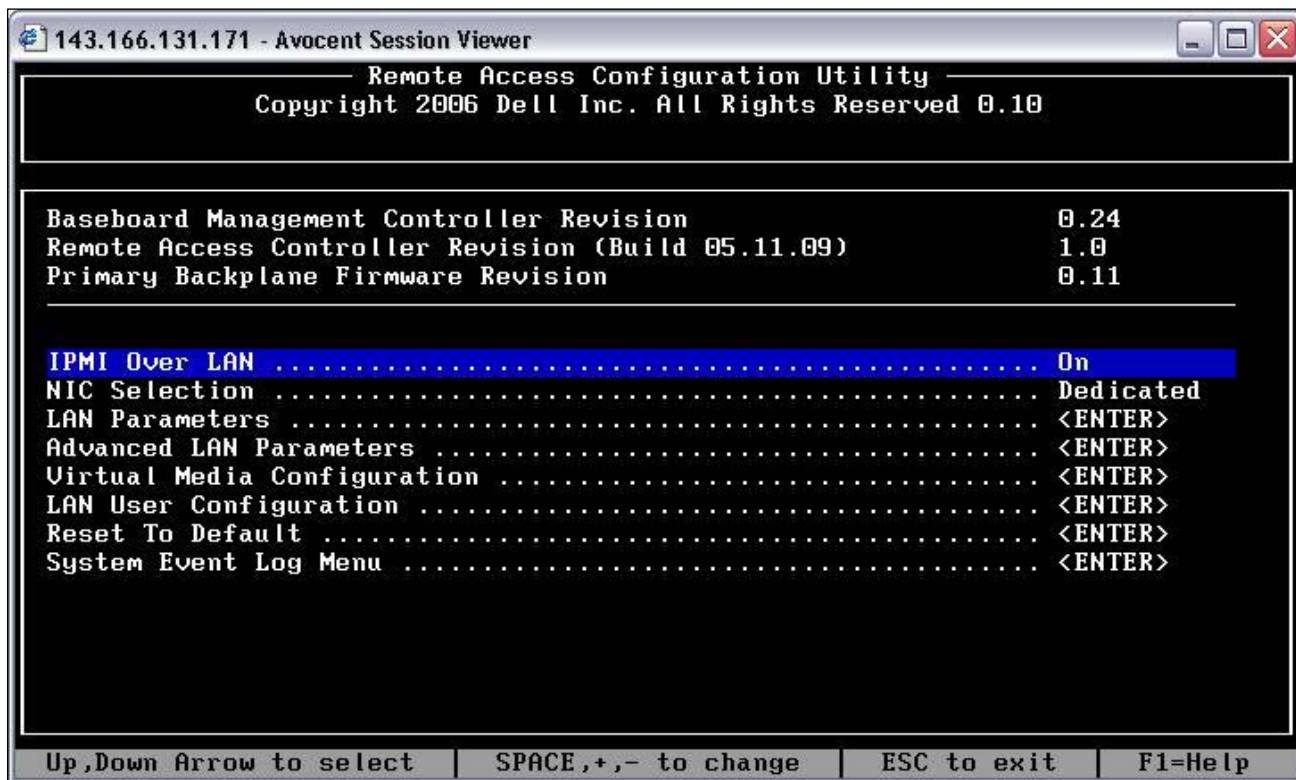 143.166.131.171 - Avocent Session Viewer
Remote Access Configuration Utility
Copyright 2006 Dell Inc. All Rights Reserved 0.10
Baseboard Management Controller Revision 0.24
Remote Access Controller Revision (Build 05.11.09) 1.0
Primary Backplane Firmware Revision 0.11
IPMI Over LAN ................................................ On
NIC Selection ................................................ Dedicated
LAN Parameters ............................................... <ENTER>
Advanced LAN Parameters ...................................... <ENTER>
Virtual Media Configuration .................................. <ENTER>
LAN User Configuration ....................................... <ENTER>
Reset To Default ............................................. <ENTER>
System Event Log Menu ........................................ <ENTER>
Up,Down Arrow to select SPACE,+,- to change ESC to exit F1=Help